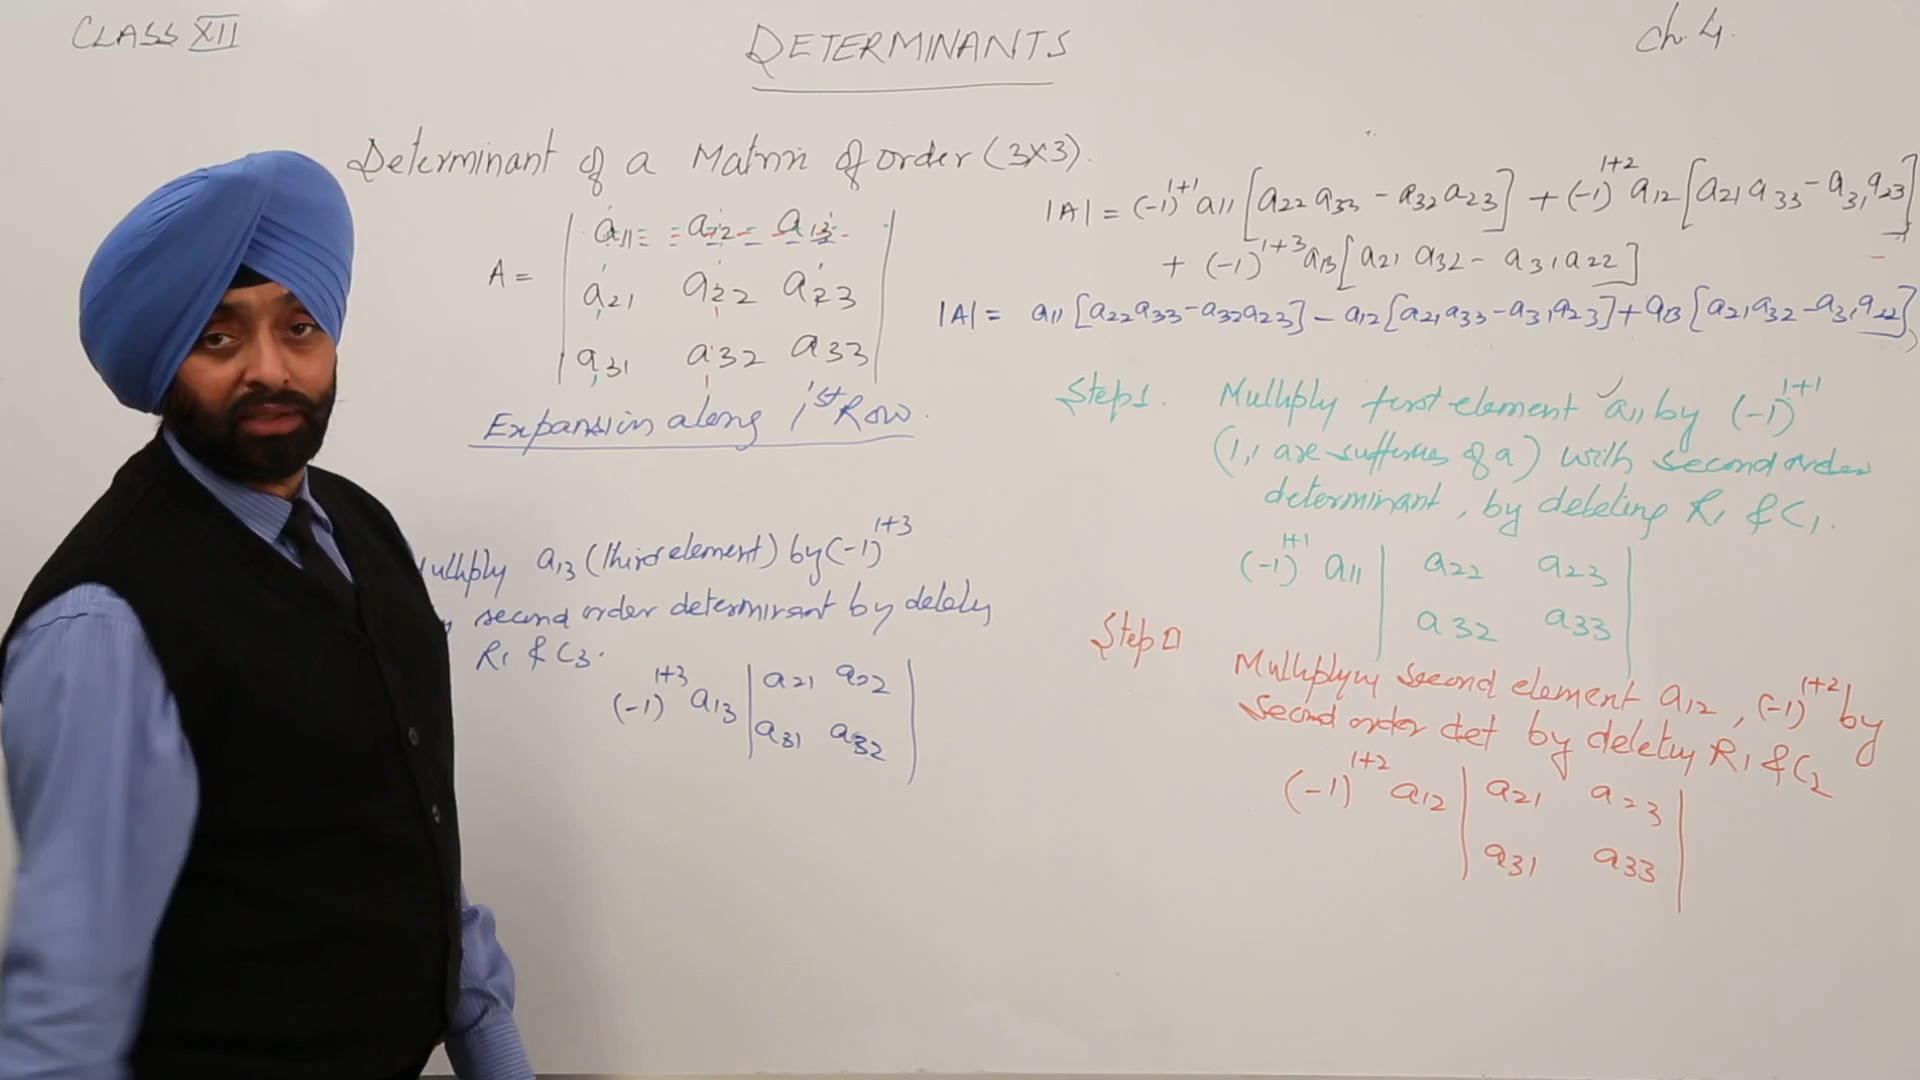 CLASS XII
DETERMINANTS
Ch. 4.
Determinant of a Matrix of order (3x3).
A = | a11 a12 a13 |
| a21 a22 a23 |
| a31 a32 a33 |
Expansion along 1st Row.
a13 (third element) by (-1)^1+3
second order determinant by delely
R1 & C3.
(-1)^1+3 a13 | a21 a22 |
| a31 a32 |
|A| = (-1)^1+1 a11 [a22 a33 - a32 a23] + (-1)^1+2 a12 [a21 a33 - a31 a23]
+ (-1)^1+3 a13 [a21 a32 - a31 a22]
|A| = a11 [a22 a33 - a32 a23] - a12 [a21 a33 - a31 a23] + a13 [a21 a32 - a31 a22]
Step 1. Multiply first element a11 by (-1)^1+1
(1,1 are suffixes of a) with second order
determinant, by deleting R1 & C1.
(-1)^1+1 a11 | a22 a23 |
| a32 a33 |
Step II
Multiplying second element a12, (-1)^1+2 by
second order det by deletuy R1 & C2
(-1)^1+2 a12 | a21 a23 |
| a31 a33 |